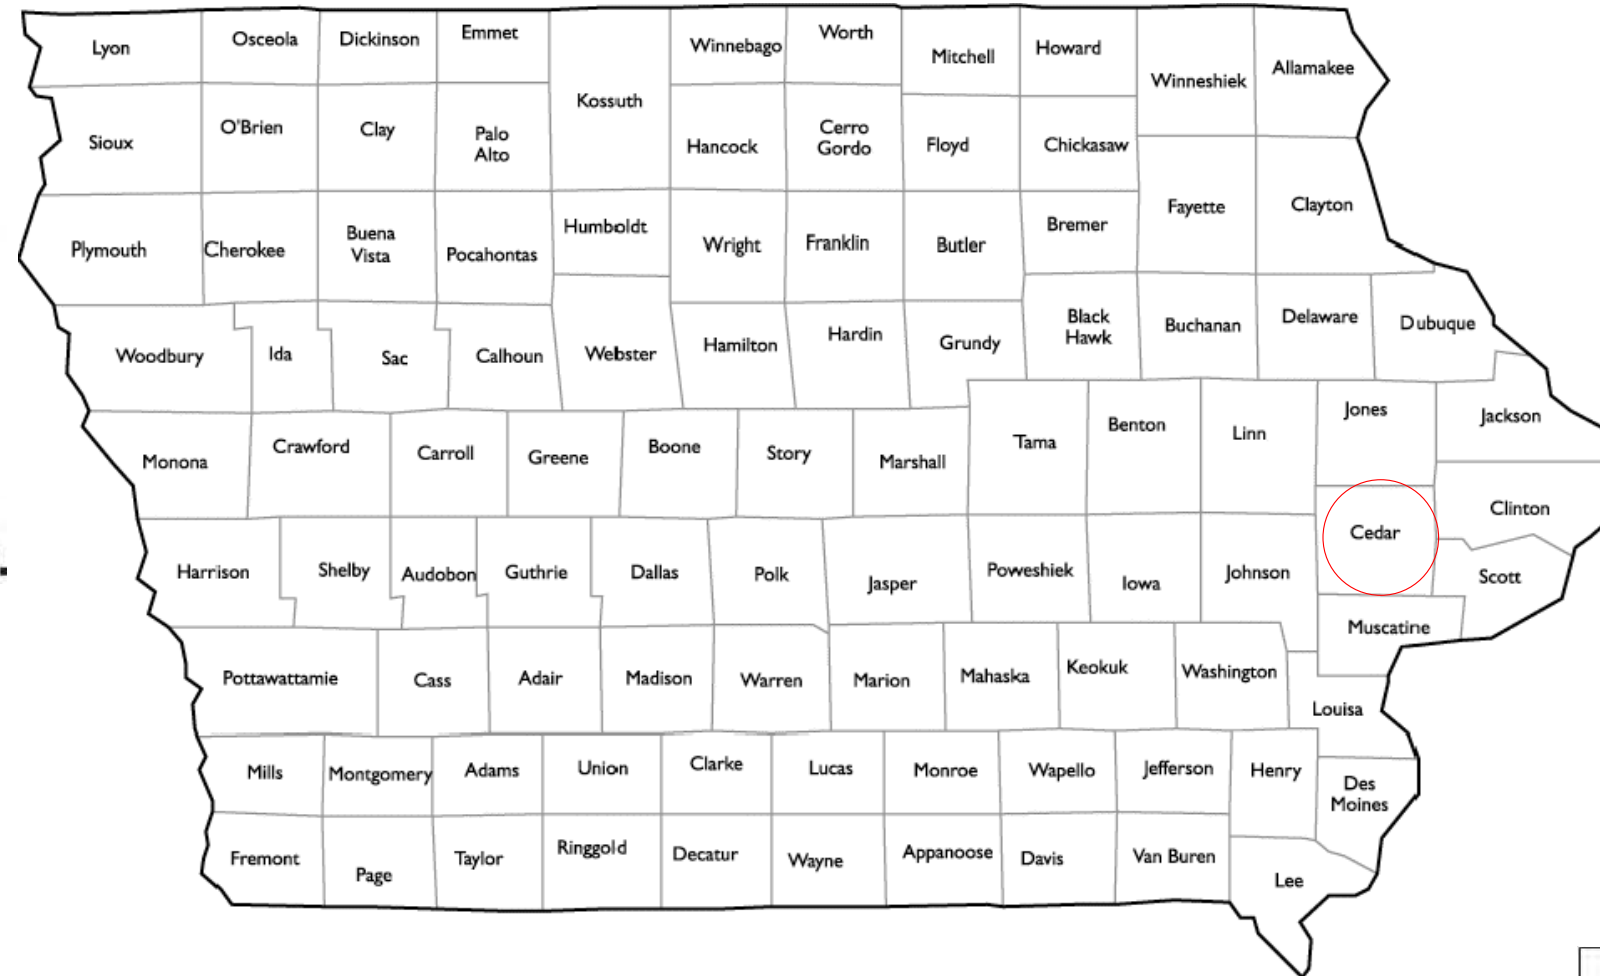 Lyon
Osceola
Dickinson
Emmet
Kossuth
Winnebago
Worth
Mitchell
Howard
Winneshiek
Allamakee
Sioux
O'Brien
Clay
Palo
Alto
Hancock
Cerro
Gordo
Floyd
Chickasaw
Fayette
Clayton
Plymouth
Cherokee
Buena
Vista
Pocahontas
Humboldt
Wright
Franklin
Butler
Bremer
Woodbury
Ida
Sac
Calhoun
Webster
Hamilton
Hardin
Grundy
Black
Hawk
Buchanan
Delaware
Dubuque
Monona
Crawford
Carroll
Greene
Boone
Story
Marshall
Tama
Benton
Linn
Jones
Jackson
Clinton
Cedar
Harrison
Shelby
Audobon
Guthrie
Dallas
Polk
Jasper
Poweshiek
Iowa
Johnson
Scott
Muscatine
Pottawattamie
Cass
Adair
Madison
Warren
Marion
Mahaska
Keokuk
Washington
Louisa
Mills
Montgomery
Adams
Union
Clarke
Lucas
Monroe
Wapello
Jefferson
Henry
Des
Moines
Fremont
Page
Taylor
Ringgold
Decatur
Wayne
Appanoose
Davis
Van Buren
Lee